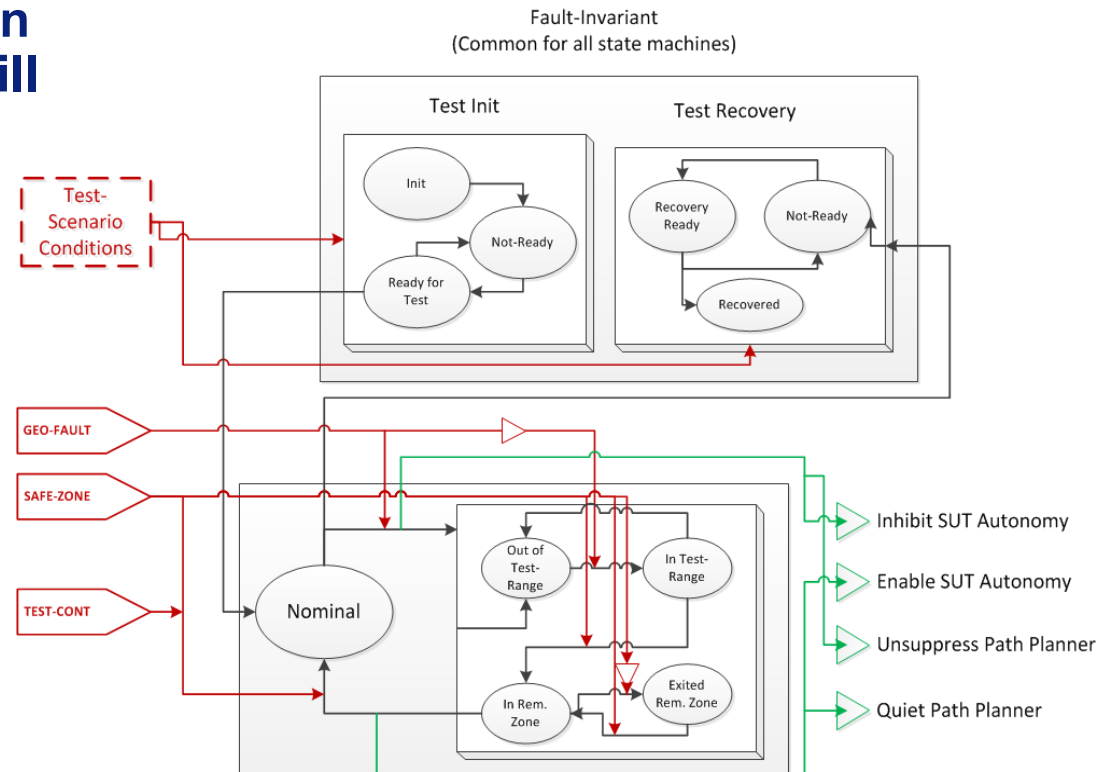 n
ill
Fault-Invariant
(Common for all state machines)
Test Init
Test Recovery
Init
Not-Ready
Ready for
Test
Recovery
Ready
Not-Ready
Recovered
Test-
Scenario
Conditions
GEO-FAULT
SAFE-ZONE
TEST-CONT
Nominal
Out of
Test-
Range
In Test-
Range
In Rem.
Zone
Exited
Rem. Zone
Inhibit SUT Autonomy
Enable SUT Autonomy
Unsuppress Path Planner
Quiet Path Planner